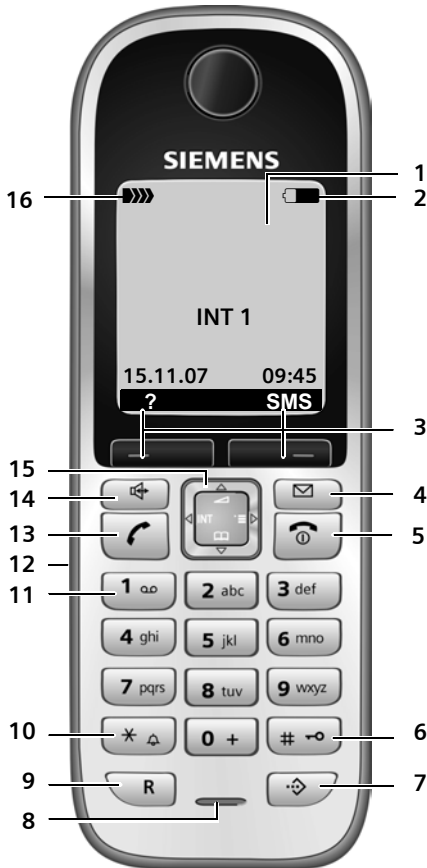 SIEMENS
1
16
2
INT 1
15.11.07 09:45
? SMS
3
15
14
4
13
INT
5
12
11
1
2 abc
3 def
4 ghi
5 jkl
6 mno
7 pqrs
8 tuv
9 wxyz
10
*
0 +
#
6
9
R
7
8